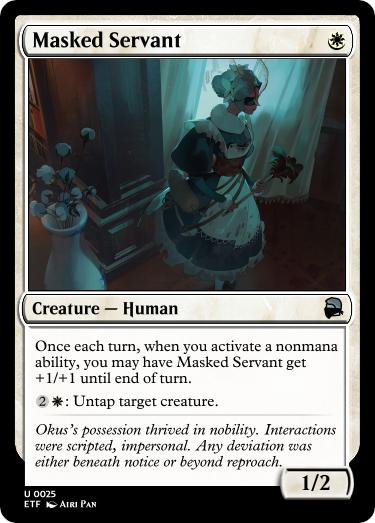 Masked Servant
Creature — Human
Once each turn, when you activate a nonmana
ability, you may have Masked Servant get
+1/+1 until end of turn.
2: Untap target creature.
Okus's possession thrived in nobility. Interactions
were scripted, impersonal. Any deviation was
either beneath notice or beyond reproach.
1/2
U 0025
ETF Airi Pan